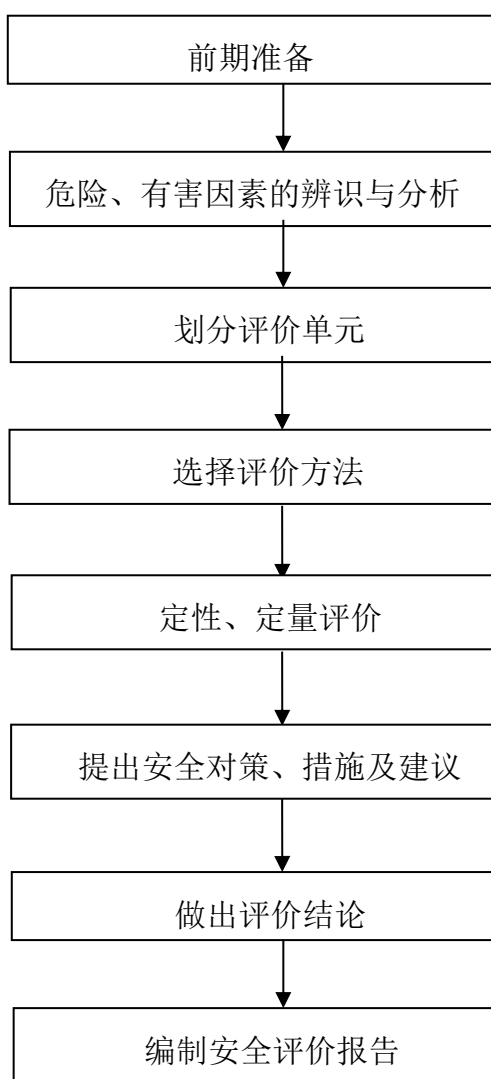 前期准备
危险、有害因素的辨识与分析
划分评价单元
选择评价方法
定性、定量评价
提出安全对策、措施及建议
做出评价结论
编制安全评价报告